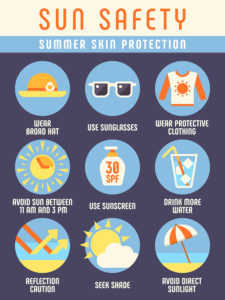 SUN SAFETY
SUMMER SKIN PROTECTION
WEAR
BROAD HAT
USE SUNGLASSES
WEAR PROTECTIVE
CLOTHING
30
SPF
AVOID SUN BETWEEN
11 AM AND 3 PM
USE SUNSCREEN
DRINK MORE
WATER
REFLECTION
CAUTION
SEEK SHADE
AVOID DIRECT
SUNLIGHT